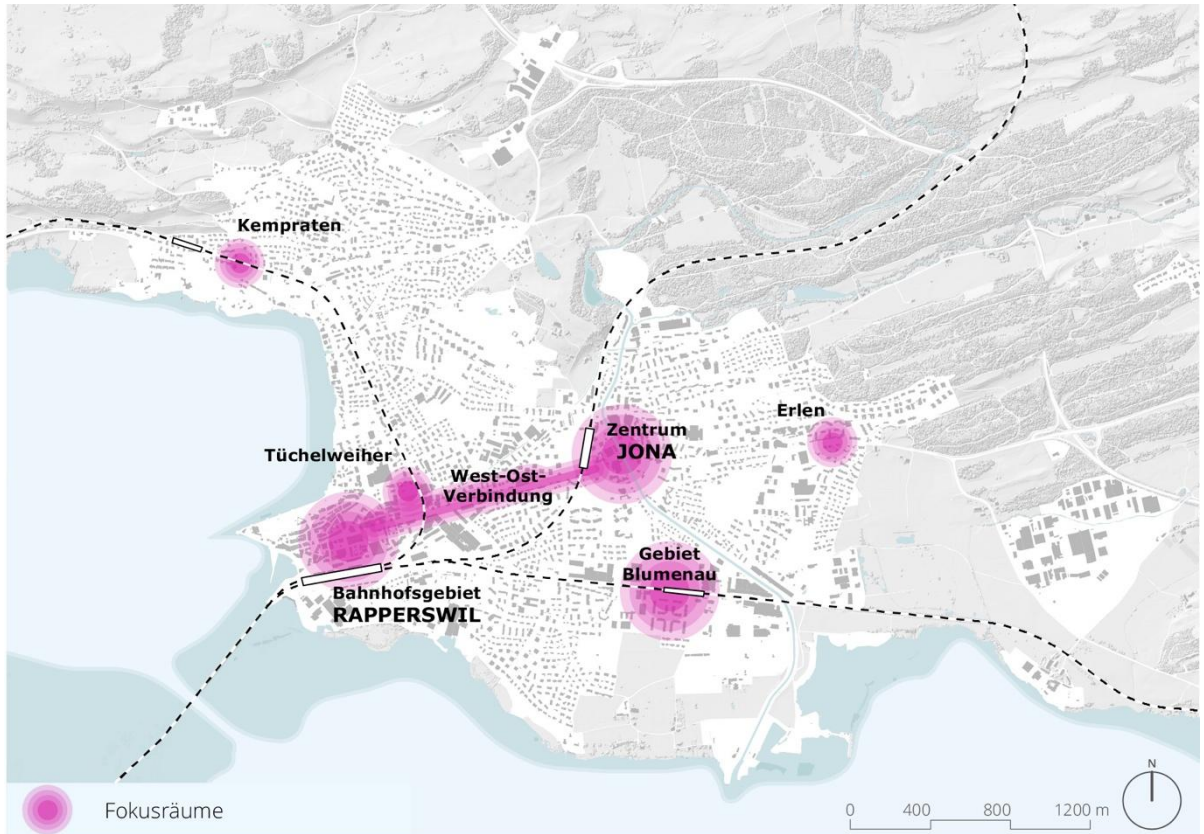 Kempraten
Erlen
Zentrum
JONA
Tüchelweiher
West-Ost-
Verbindung
Gebiet
Blumenau
Bahnhofsgebiet
RAPPERSWIL
N
Fokusräume
0 400 800 1200 m